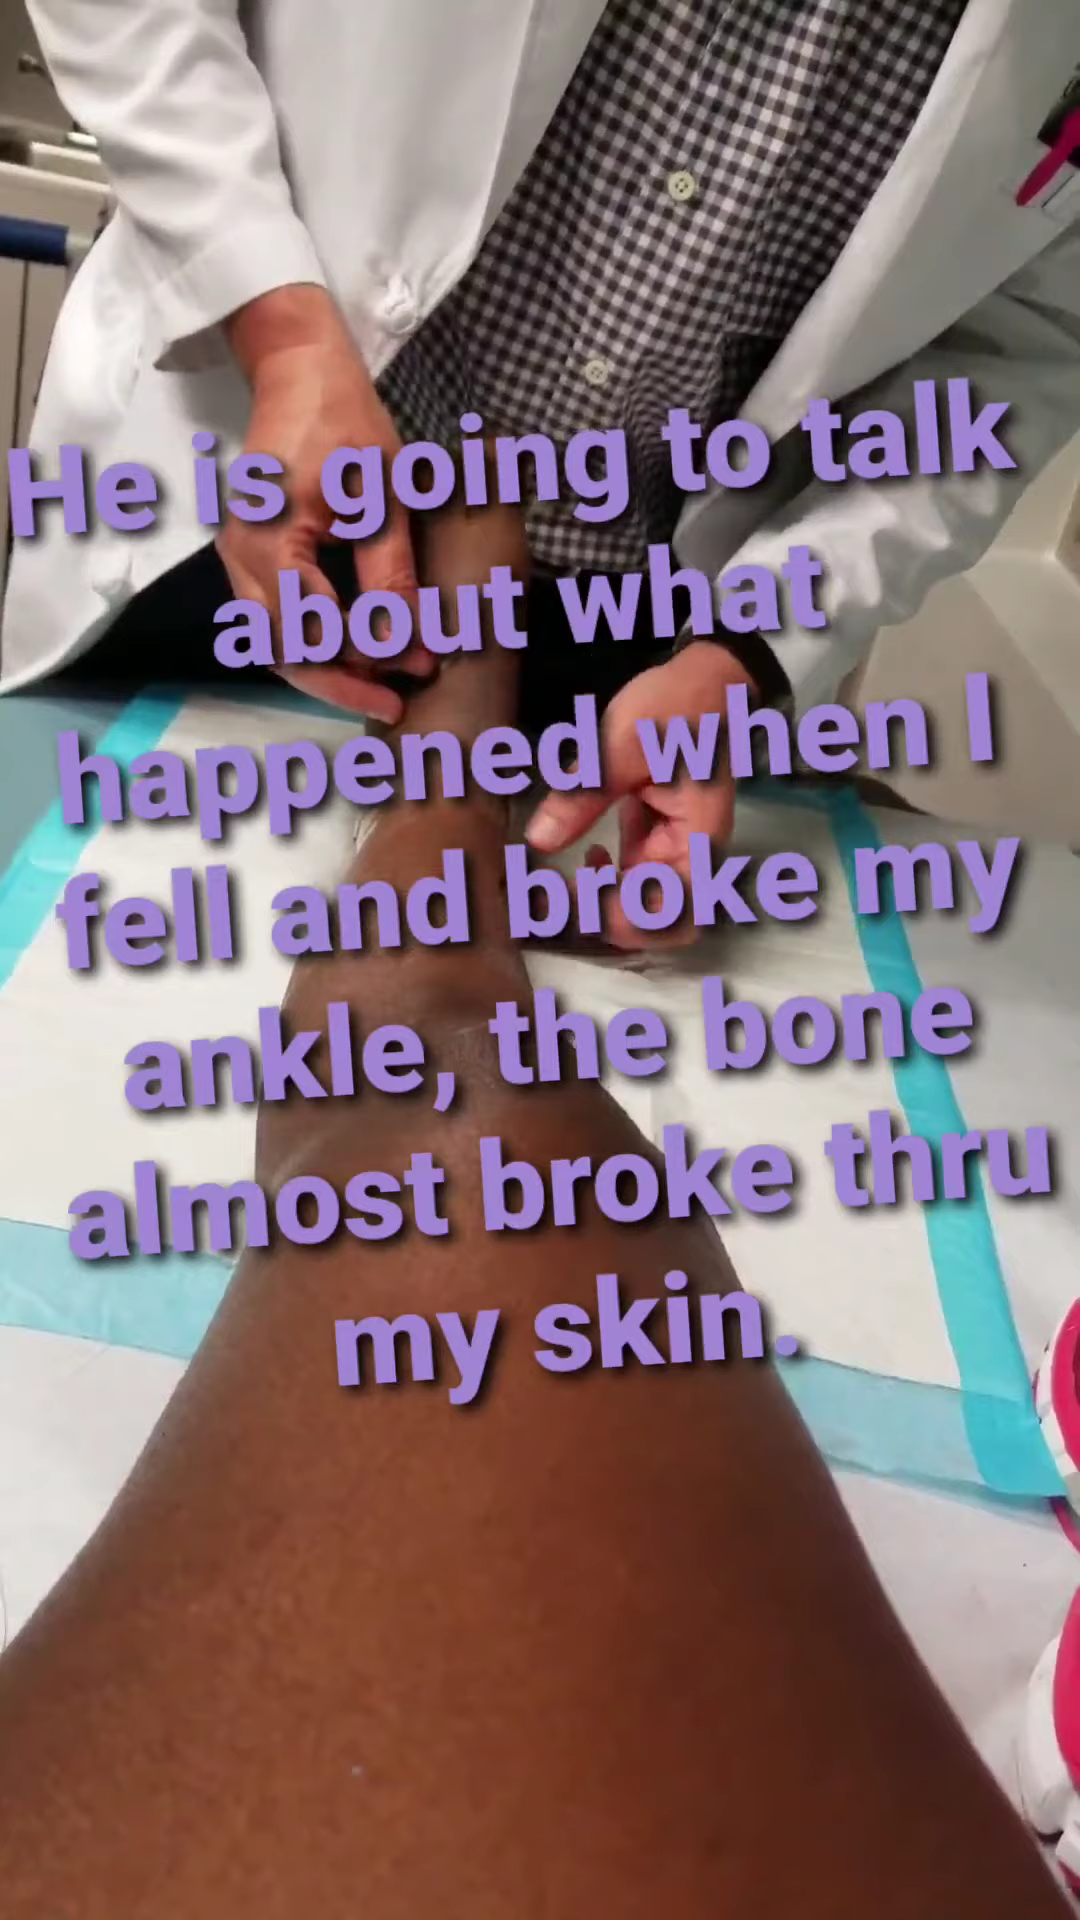 He is going to talk
about what
happened when I
fell and broke my
ankle, the bone
almost broke thru
my skin.